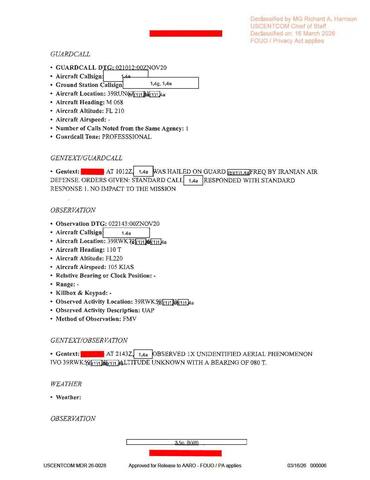 Declassified by MG Richard A. Harrison
USCENTCOM Chief of Staff
Declassified on: 16 March 2026
FOUO / Privacy Act applies
GUARDCALL
• GUARDCALL DTG: 021012:00ZNOV20
• Aircraft Callsign: 1.4a
• Ground Station Callsign 1.4g, 1.4a
• Aircraft Location: 39RUN
• Aircraft Heading: M 068
• Aircraft Altitude: FL 210
• Aircraft Airspeed: -
• Number of Calls Noted from the Same Agency: 1
• Guardcall Tone: PROFESSSIONAL
GENTEXT/GUARDCALL
• Gentext: AT 1012Z, 1.4a WAS HAILED ON GUARD FREQ BY IRANIAN AIR
DEFENSE. ORDERS GIVEN: STANDARD CALL 1.4a RESPONDED WITH STANDARD
RESPONSE 1. NO IMPACT TO THE MISSION
OBSERVATION
• Observation DTG: 022143:00ZNOV20
• Aircraft Callsign 1.4a
• Aircraft Location: 39RWK
• Aircraft Heading: 110 T
• Aircraft Altitude: FL220
• Aircraft Airspeed: 105 KIAS
• Relative Bearing or Clock Position: -
• Range: -
• Killbox & Keypad: -
• Observed Activity Location: 39RWK
• Observed Activity Description: UAP
• Method of Observation: FMV
GENTEXT/OBSERVATION
• Gentext: AT 2143Z, 1.4a OBSERVED 1X UNIDENTIFIED AERIAL PHENOMENON
IVO 39RWK ALTITUDE UNKNOWN WITH A BEARING OF 080 T.
WEATHER
• Weather:
OBSERVATION
USCENTCOM MDR 26-0028
Approved for Release to AARO - FOUO / PA applies
03/16/26 000006